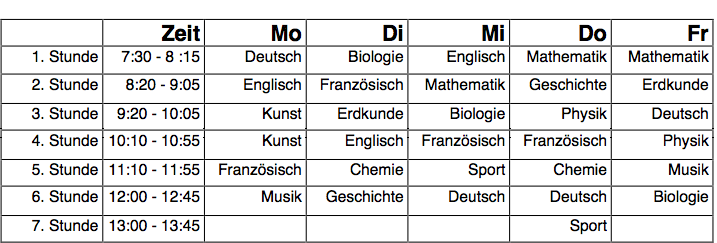 Zeit Mo Di Mi Do Fr
1. Stunde 7:30 - 8 :15 Deutsch Biologie Englisch Mathematik Mathematik
2. Stunde 8:20 - 9:05 Englisch Französisch Mathematik Geschichte Erdkunde
3. Stunde 9:20 - 10:05 Kunst Erdkunde Biologie Physik Deutsch
4. Stunde 10:10 - 10:55 Kunst Englisch Französisch Französisch Physik
5. Stunde 11:10 - 11:55 Französisch Chemie Sport Chemie Musik
6. Stunde 12:00 - 12:45 Musik Geschichte Deutsch Deutsch Biologie
7. Stunde 13:00 - 13:45 Sport